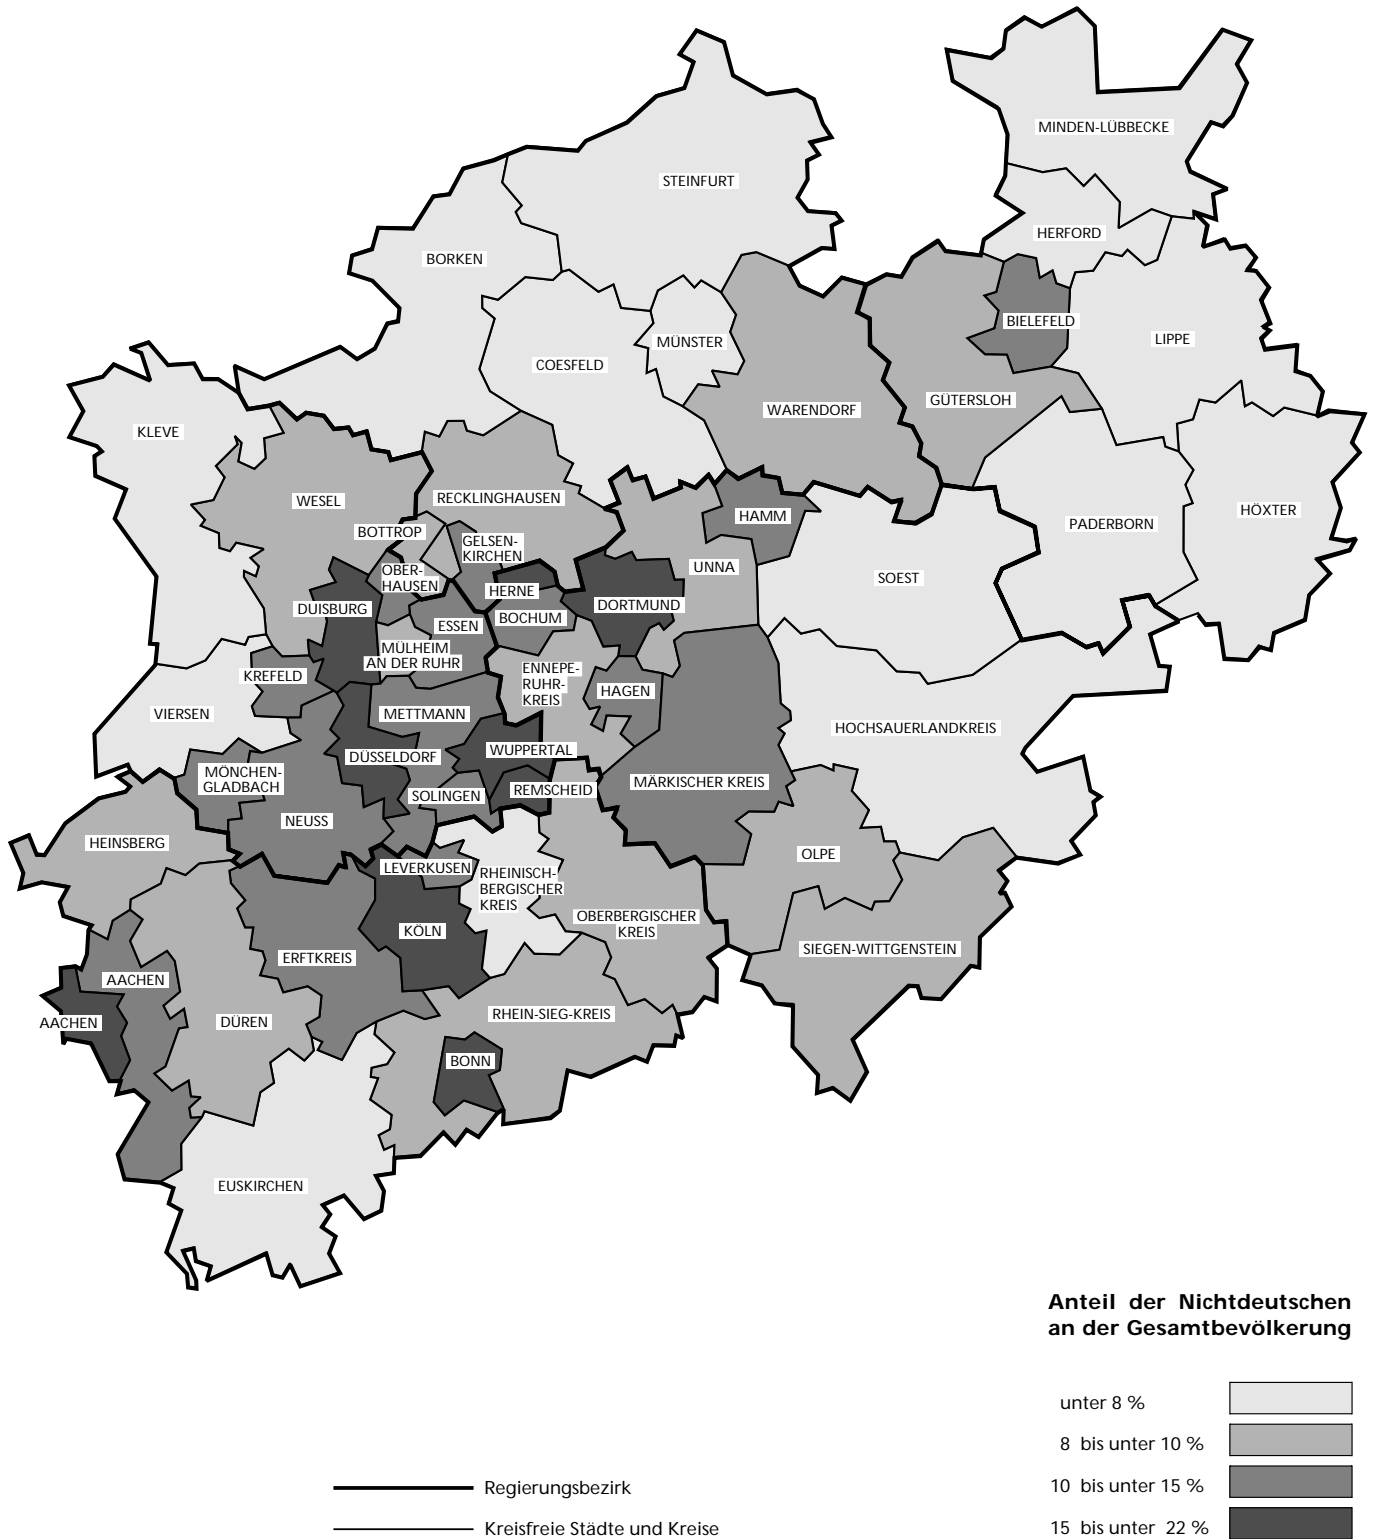 MINDEN-LÜBBECKE
STEINFURT
HERFORD
BORKEN
BIELEFELD
LIPPE
MÜNSTER
COESFELD
GÜTERSLOH
WARENDORF
KLEVE
RECKLINGHAUSEN
WESEL
HÖXTER
HAMM
PADERBORN
BOTTROP
GELSEN-
KIRCHEN
UNNA
OBER-
HAUSEN
SOEST
HERNE
DORTMUND
DUISBURG
BOCHUM
ESSEN
MÜLHEIM
AN DER RUHR
ENNEPE-
RUHR-
KREIS
KREFELD
HAGEN
VIERSEN
METTMANN
HOCHSAUERLANDKREIS
WUPPERTAL
DÜSSELDORF
MÖNCHEN-
GLADBACH
MÄRKISCHER KREIS
REMSCHEID
SOLINGEN
NEUSS
HEINSBERG
OLPE
LEVERKUSEN
RHEINISCH-
BERGISCHER
KREIS
OBERBERGISCHER
KREIS
KÖLN
SIEGEN-WITTGENSTEIN
ERFTKREIS
AACHEN
RHEIN-SIEG-KREIS
AACHEN
DÜREN
BONN
EUSKIRCHEN
Anteil der Nichtdeutschen
an der Gesamtbevölkerung
unter 8 %
8 bis unter 10 %
10 bis unter 15 %
15 bis unter 22 %
Regierungsbezirk
Kreisfreie Städte und Kreise